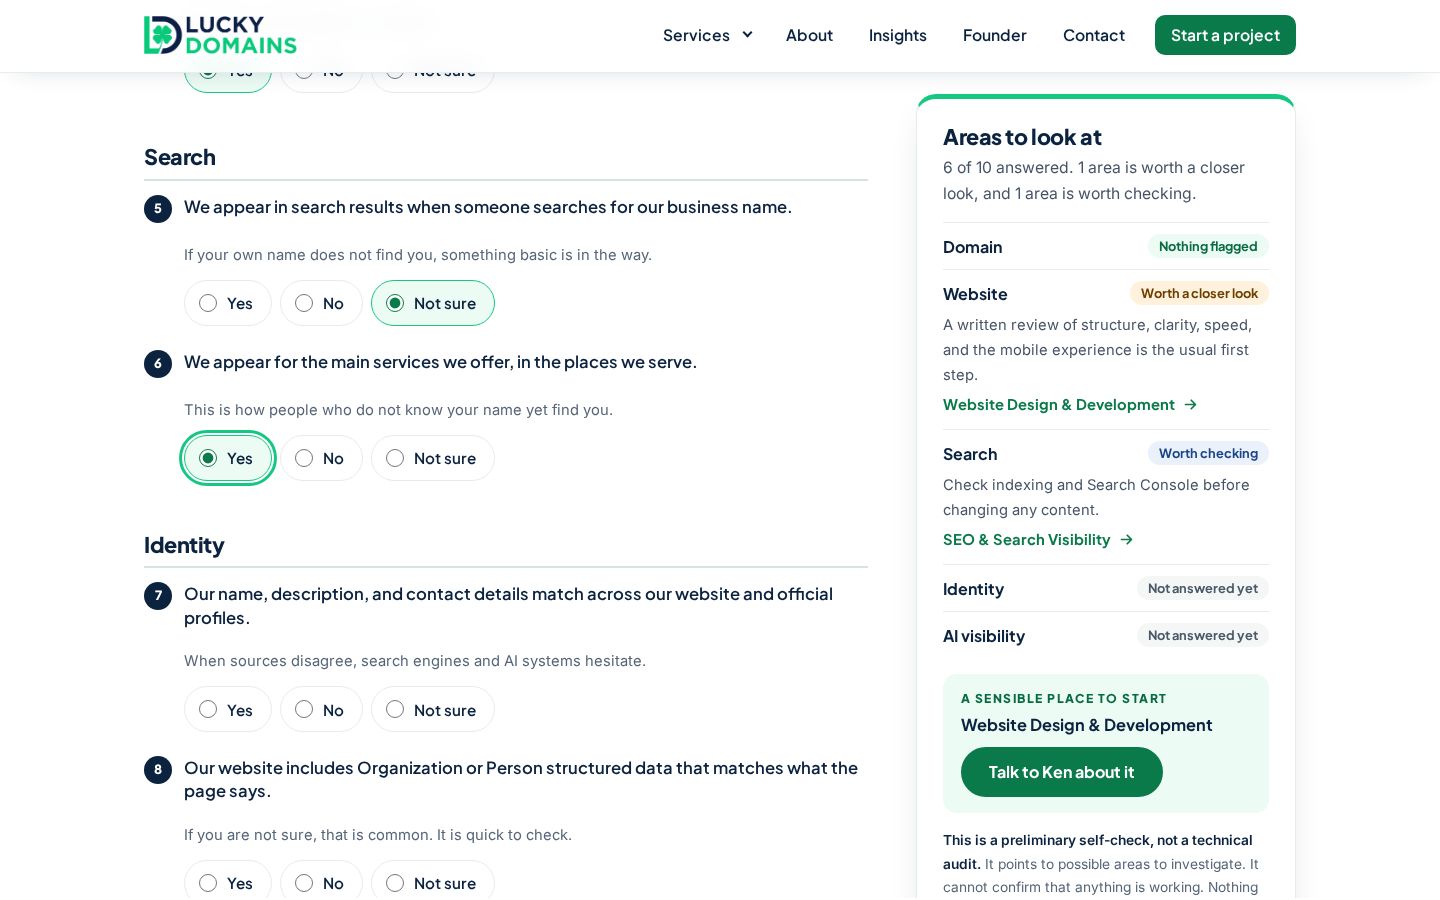 LUCKY
DOMAINS
Services
About
Insights
Founder
Contact
Start a project
Yes
No
Not sure
Search
5
We appear in search results when someone searches for our business name.
If your own name does not find you, something basic is in the way.
Yes
No
Not sure
6
We appear for the main services we offer, in the places we serve.
This is how people who do not know your name yet find you.
Yes
No
Not sure
Identity
7
Our name, description, and contact details match across our website and official
profiles.
When sources disagree, search engines and AI systems hesitate.
Yes
No
Not sure
8
Our website includes Organization or Person structured data that matches what the
page says.
If you are not sure, that is common. It is quick to check.
Yes
No
Not sure
Areas to look at
6 of 10 answered. 1 area is worth a closer
look, and 1 area is worth checking.
Domain
Nothing flagged
Website
Worth a closer look
A written review of structure, clarity, speed,
and the mobile experience is the usual first
step.
Website Design & Development →
Search
Worth checking
Check indexing and Search Console before
changing any content.
SEO & Search Visibility →
Identity
Not answered yet
AI visibility
Not answered yet
A SENSIBLE PLACE TO START
Website Design & Development
Talk to Ken about it
This is a preliminary self-check, not a technical
audit. It points to possible areas to investigate. It
cannot confirm that anything is working. Nothing